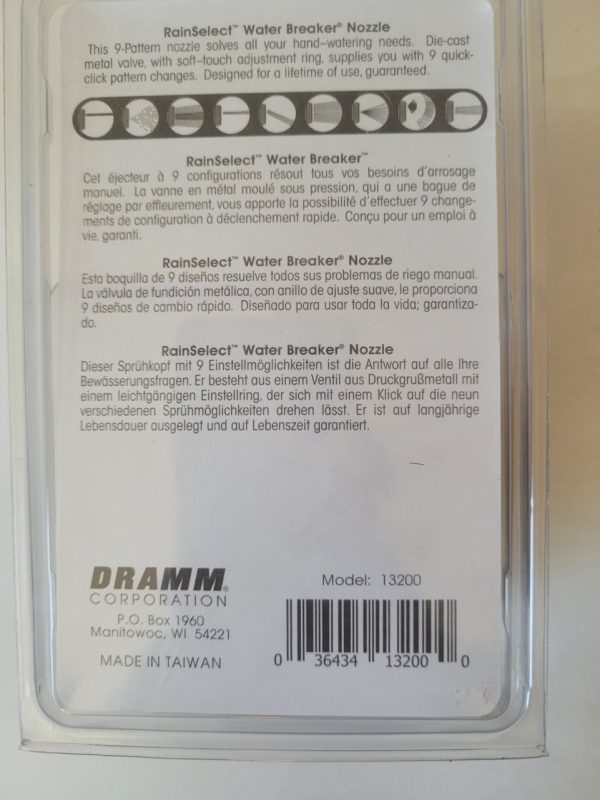 RainSelect™ Water Breaker® Nozzle
This 9-Pattern nozzle solves all your hand-watering needs. Die-cast
metal valve, with soft-touch adjustment ring, supplies you with 9 quick-
click pattern changes. Designed for a lifetime of use, guaranteed.
RainSelect™ Water Breaker™
Cet éjecteur à 9 configurations résout tous vos besoins d'arrosage
manuel. La vanne en métal moulé sous pression, qui a une bague de
réglage par effleurement, vous apporte la possibilité d'effectuer 9 change-
ments de configuration à déclenchement rapide. Conçu pour un emploi à
vie, garanti.
RainSelect™ Water Breaker® Nozzle
Esta boquilla de 9 diseños resuelve todos sus problemas de riego manual.
La válvula de fundición metálica, con anillo de ajuste suave, le proporciona
9 diseños de cambio rápido. Diseñado para usar toda la vida; garantiza-
do.
RainSelect™ Water Breaker® Nozzle
Dieser Sprühkopf mit 9 Einstellmöglichkeiten ist die Antwort auf alle Ihre
Bewässerungsfragen. Er besteht aus einem Ventil aus Druckgrußmetall mit
einem leichtgängigen Einstellring, der sich mit einem Klick auf die neun
verschiedenen Sprühmöglichkeiten drehen lässt. Er ist auf langjährige
Lebensdauer ausgelegt und auf Lebenszeit garantiert.
DRAMM®
CORPORATION
P.O. Box 1960
Manitowoc, WI 54221
MADE IN TAIWAN
Model: 13200
0 36434 13200 0